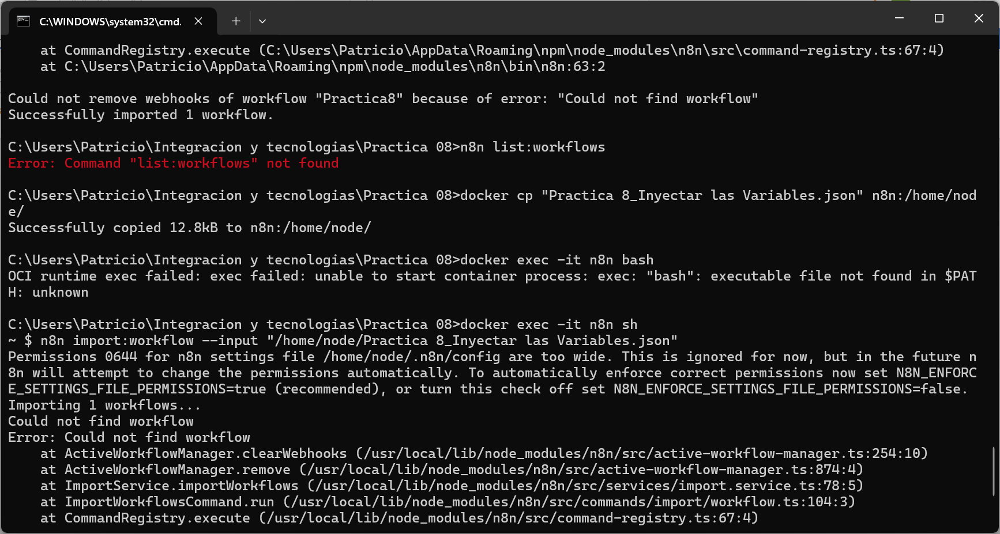 C:\WINDOWS\system32\cmd.
    at CommandRegistry.execute (C:\Users\Patricio\AppData\Roaming\npm\node_modules\n8n\src\command-registry.ts:67:4)
    at C:\Users\Patricio\AppData\Roaming\npm\node_modules\n8n\bin\n8n:63:2
Could not remove webhooks of workflow "Practica8" because of error: "Could not find workflow"
Successfully imported 1 workflow.
C:\Users\Patricio\Integracion y tecnologias\Practica 08>n8n list:workflows
Error: Command "list:workflows" not found
C:\Users\Patricio\Integracion y tecnologias\Practica 08>docker cp "Practica 8_Inyectar las Variables.json" n8n:/home/nod
e/
Successfully copied 12.8kB to n8n:/home/node/
C:\Users\Patricio\Integracion y tecnologias\Practica 08>docker exec -it n8n bash
OCI runtime exec failed: exec failed: unable to start container process: exec: "bash": executable file not found in $PAT
H: unknown
C:\Users\Patricio\Integracion y tecnologias\Practica 08>docker exec -it n8n sh
~ $ n8n import:workflow --input "/home/node/Practica 8_Inyectar las Variables.json"
Permissions 0644 for n8n settings file /home/node/.n8n/config are too wide. This is ignored for now, but in the future n
8n will attempt to change the permissions automatically. To automatically enforce correct permissions now set N8N_ENFORC
E_SETTINGS_FILE_PERMISSIONS=true (recommended), or turn this check off set N8N_ENFORCE_SETTINGS_FILE_PERMISSIONS=false.
Importing 1 workflows...
Could not find workflow
Error: Could not find workflow
    at ActiveWorkflowManager.clearWebhooks (/usr/local/lib/node_modules/n8n/src/active-workflow-manager.ts:254:10)
    at ActiveWorkflowManager.remove (/usr/local/lib/node_modules/n8n/src/active-workflow-manager.ts:874:4)
    at ImportService.importWorkflows (/usr/local/lib/node_modules/n8n/src/services/import.service.ts:78:5)
    at ImportWorkflowsCommand.run (/usr/local/lib/node_modules/n8n/src/commands/import/workflow.ts:104:3)
    at CommandRegistry.execute (/usr/local/lib/node_modules/n8n/src/command-registry.ts:67:4)